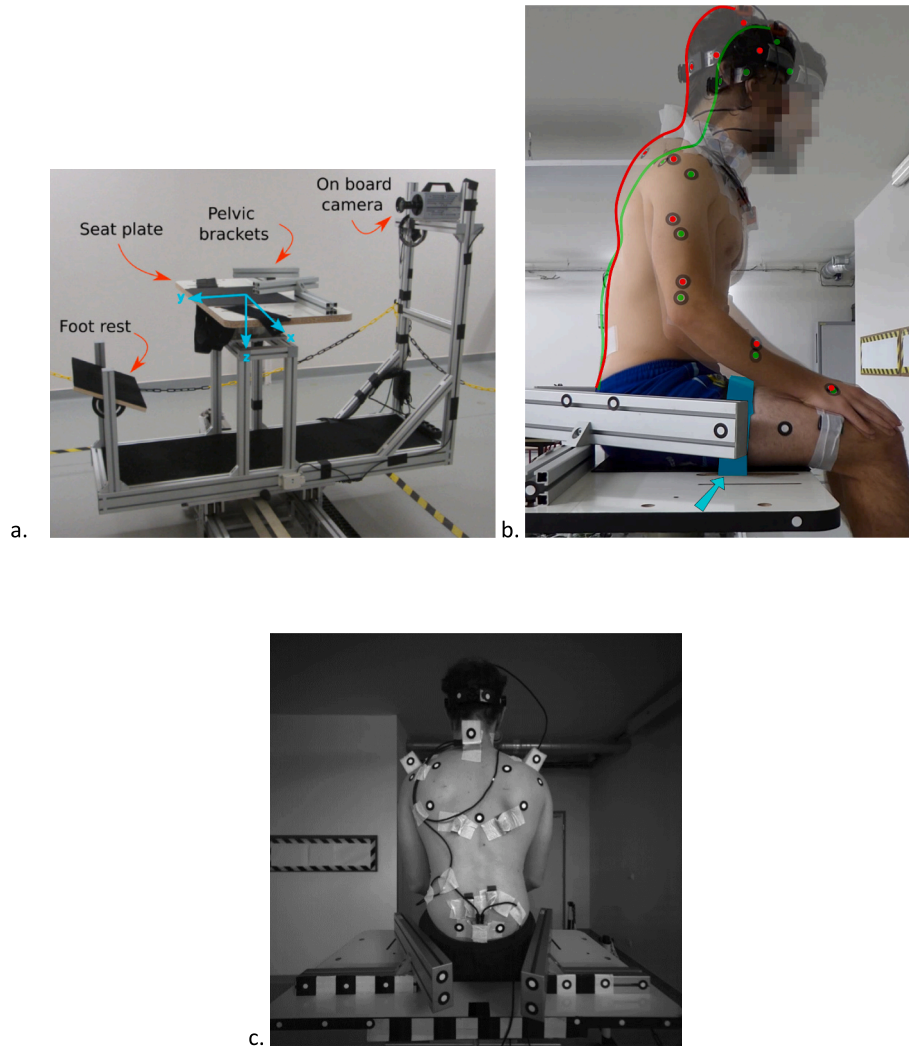 On board
camera
Pelvic
brackets
Seat plate
y
x
z
Foot rest
a.
b.
c.